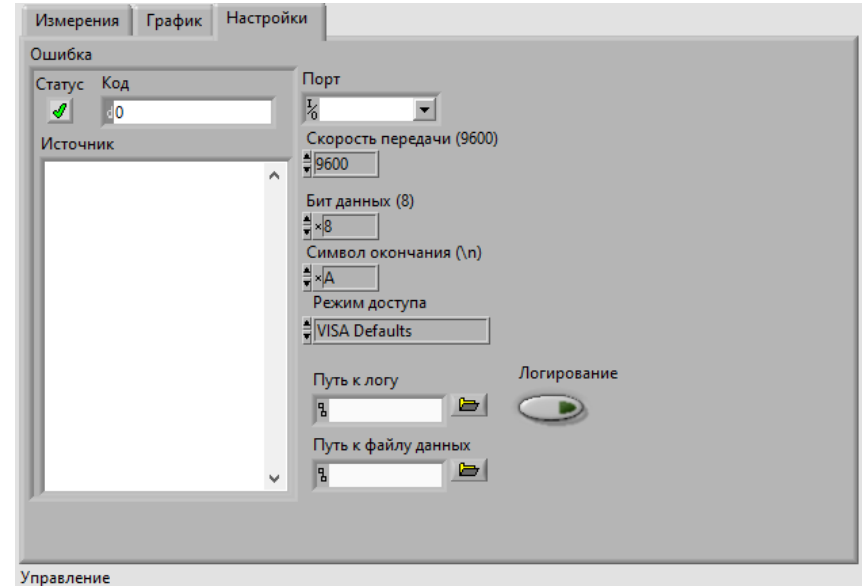 Измерения График Настройки
Ошибка
Статус Код
d 0
Источник
Порт
I/O
Скорость передачи (9600)
9600
Бит данных (8)
×8
Символ окончания (\n)
×A
Режим доступа
VISA Defaults
Путь к логу
Логирование
Путь к файлу данных
Управление